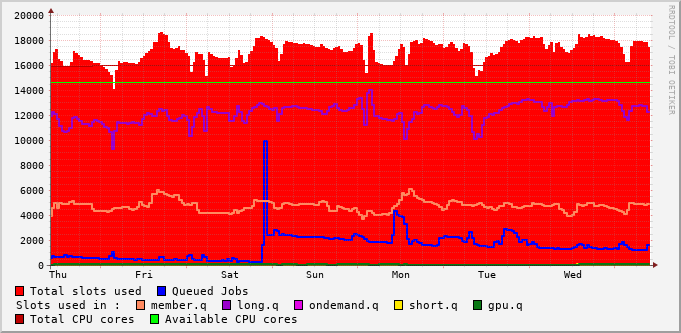 RRDTOOL / TOBI OETIKER
20000
18000
16000
14000
12000
10000
8000
6000
4000
2000
0
Thu Fri Sat Sun Mon Tue Wed
Total slots used Queued Jobs
Slots used in : member.q long.q ondemand.q short.q gpu.q
Total CPU cores Available CPU cores